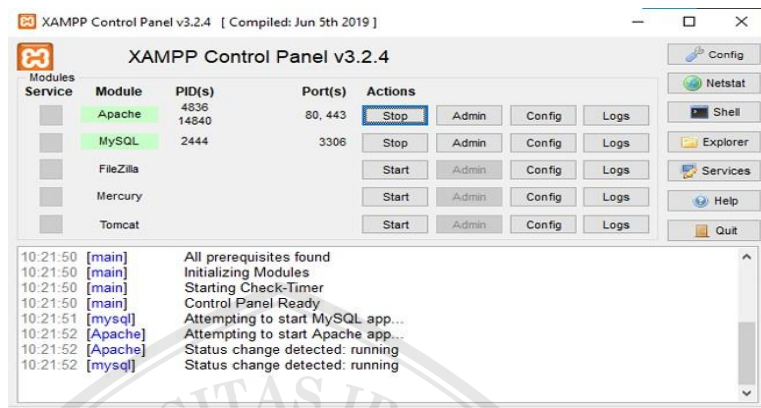 XAMPP Control Panel v3.2.4 [ Compiled: Jun 5th 2019 ]
XAMPP Control Panel v3.2.4
Config
Modules
Service Module PID(s) Port(s) Actions
Netstat
Apache 4836 14840 80, 443 Stop Admin Config Logs
Shell
MySQL 2444 3306 Stop Admin Config Logs
Explorer
FileZilla Start Admin Config Logs
Services
Mercury Start Admin Config Logs
Help
Tomcat Start Admin Config Logs
Quit
10:21:50 [main] All prerequisites found
10:21:50 [main] Initializing Modules
10:21:50 [main] Starting Check-Timer
10:21:50 [main] Control Panel Ready
10:21:51 [mysql] Attempting to start MySQL app...
10:21:52 [Apache] Attempting to start Apache app...
10:21:52 [Apache] Status change detected: running
10:21:52 [mysql] Status change detected: running